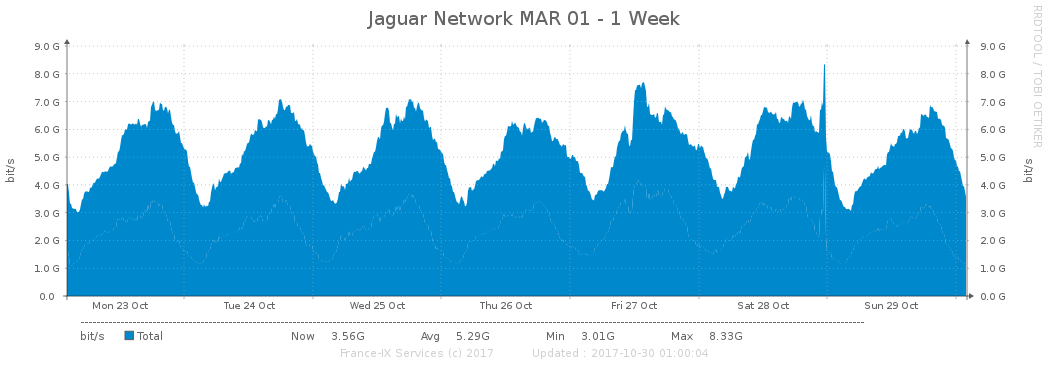 Jaguar Network MAR 01 - 1 Week
RRDTOOL / TOBI OETIKER
bit/s
9.0 G 9.0 G
8.0 G 8.0 G
7.0 G 7.0 G
6.0 G 6.0 G
5.0 G 5.0 G
4.0 G 4.0 G
3.0 G 3.0 G
2.0 G 2.0 G
1.0 G 1.0 G
0.0 0.0 G
bit/s
Mon 23 Oct Tue 24 Oct Wed 25 Oct Thu 26 Oct Fri 27 Oct Sat 28 Oct Sun 29 Oct
bit/s Total Now 3.56G Avg 5.29G Min 3.01G Max 8.33G
France-IX Services (c) 2017 Updated : 2017-10-30 01:00:04